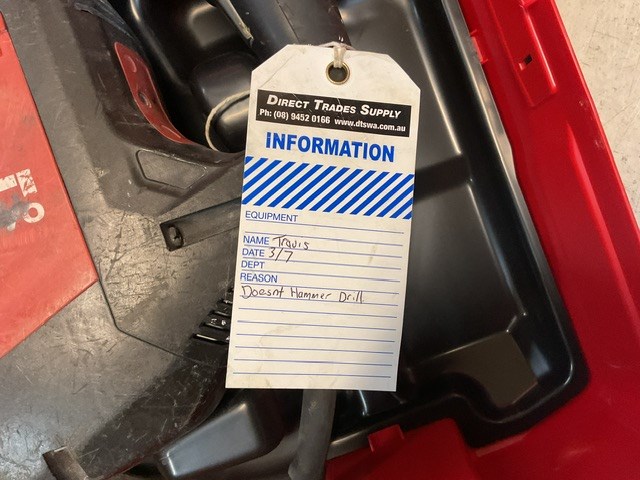 DIRECT TRADES SUPPLY
Ph: (08) 9452 0166 www.dtswa.com.au
INFORMATION
EQUIPMENT
NAME Travis
DATE 3/7
DEPT
REASON
Doesnt Hammer Drill